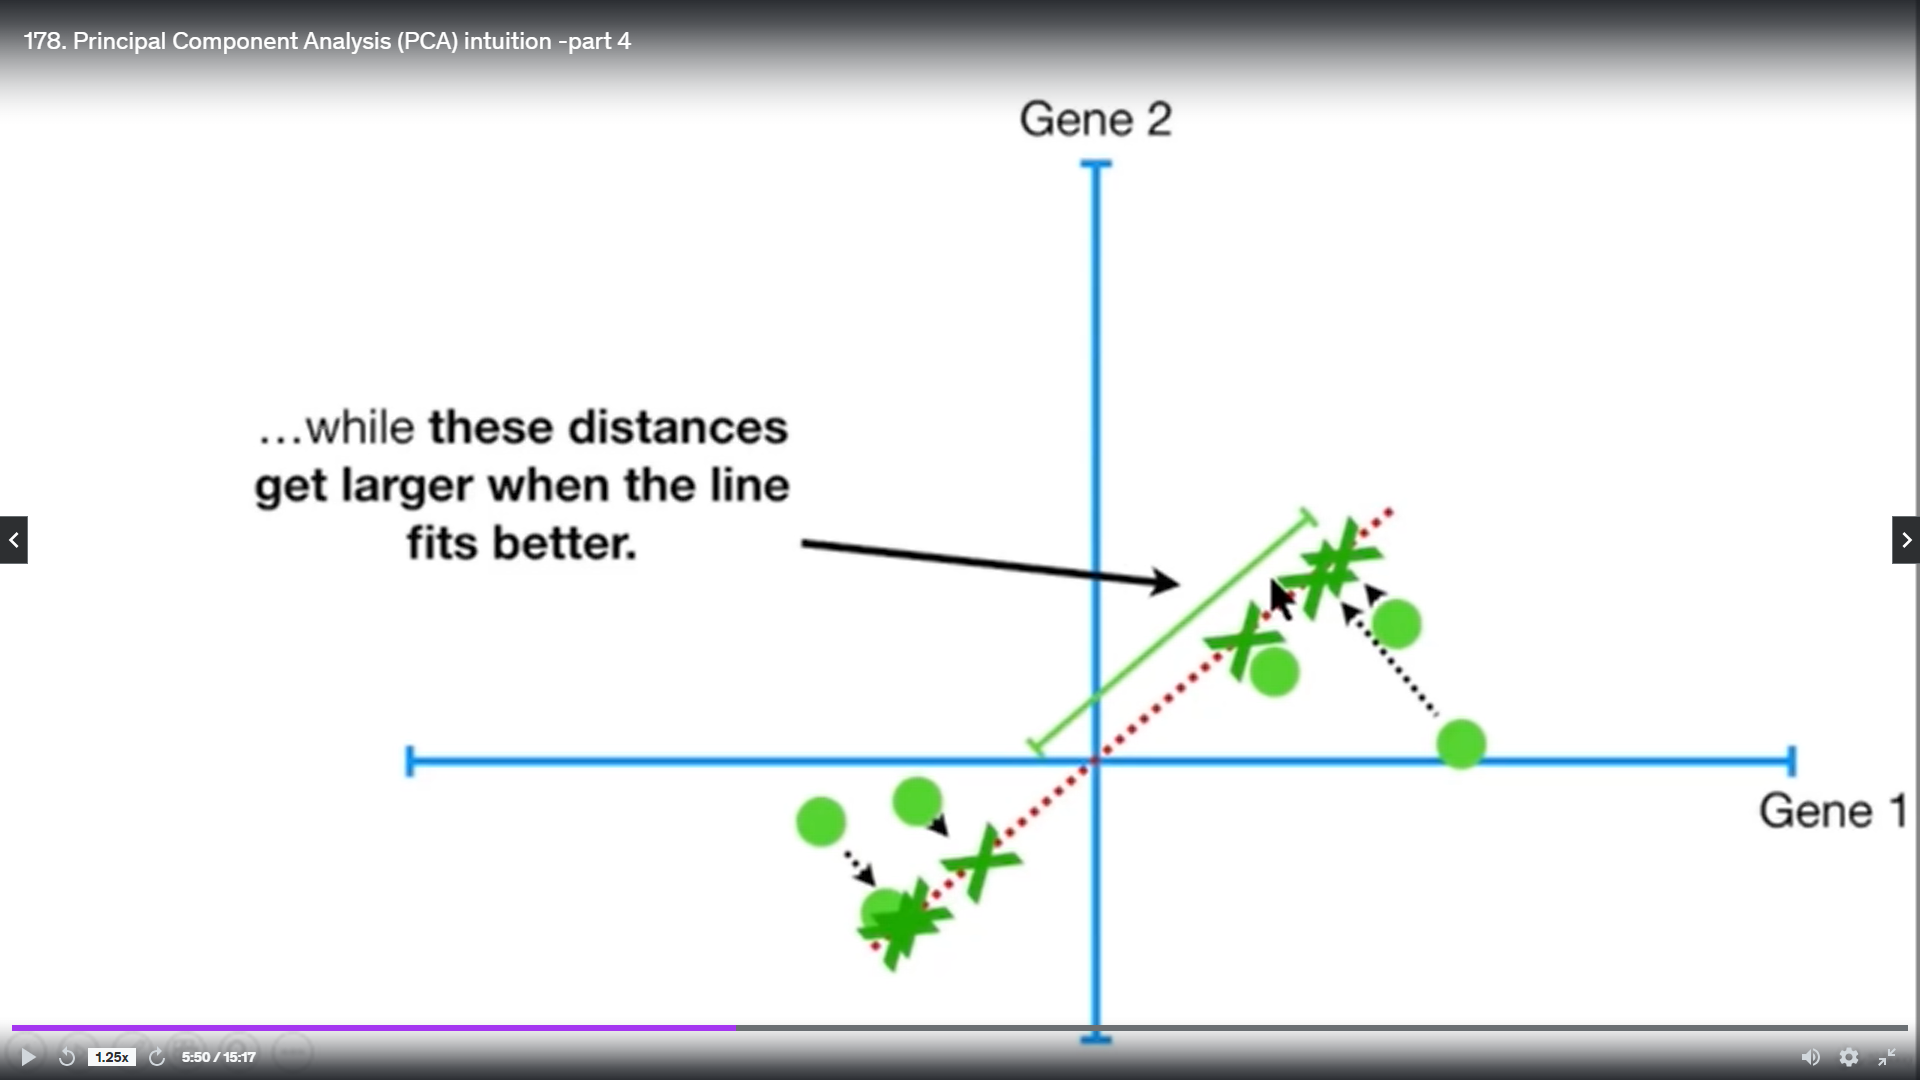 178. Principal Component Analysis (PCA) intuition -part 4
Gene 2
...while these distances
get larger when the line
fits better.
Gene 1
1.25x
5:50 / 15:17